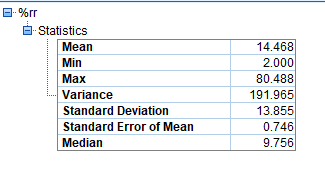 %rr
Statistics
Mean 14.468
Min 2.000
Max 80.488
Variance 191.965
Standard Deviation 13.855
Standard Error of Mean 0.746
Median 9.756